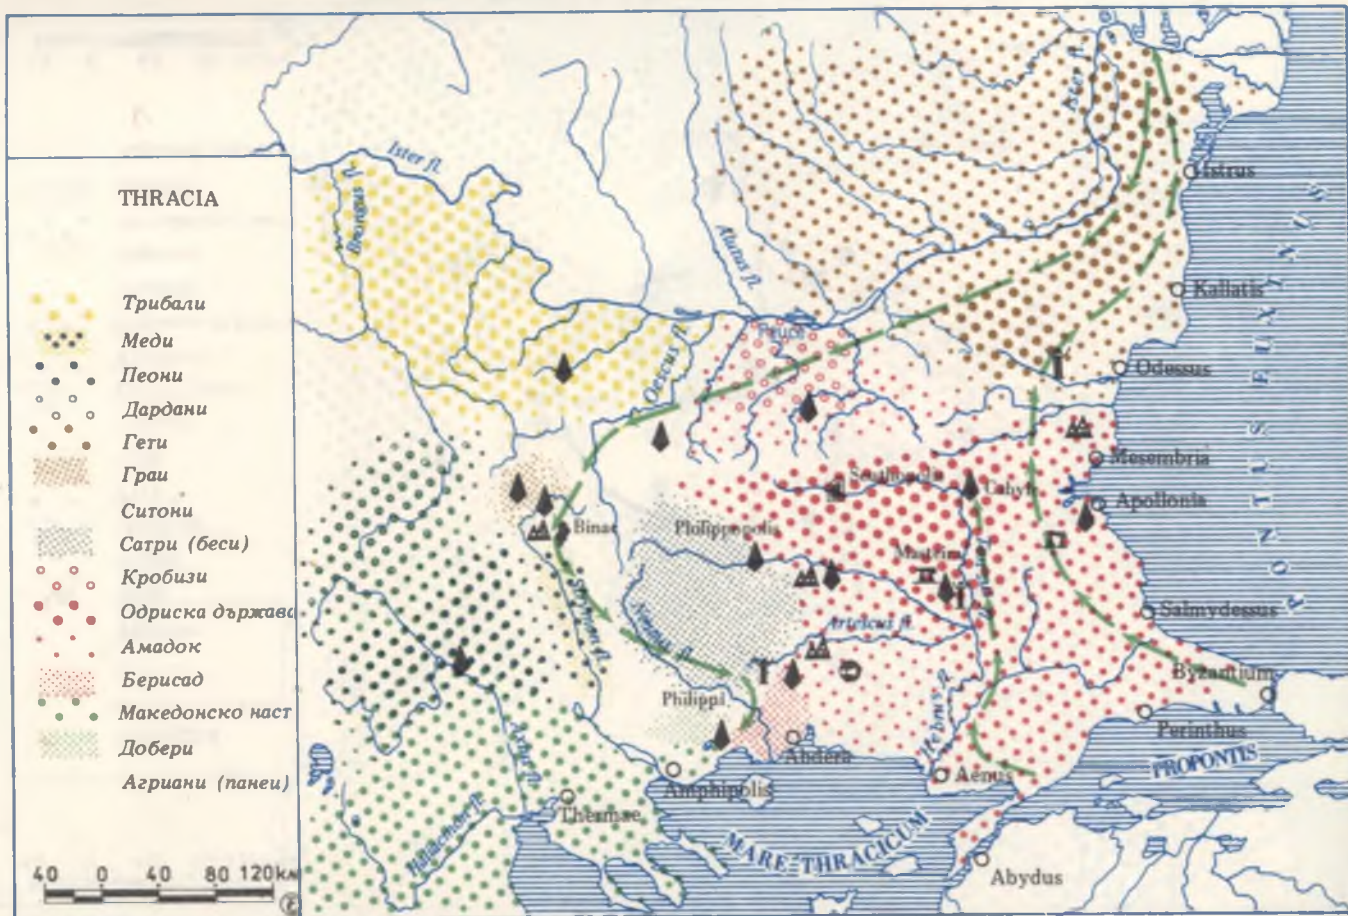 THRACIA
Трибали
Меди
Пеони
Дардани
Гети
Граи
Ситони
Сатри (беси)
Кробизи
Одриска държава
Амадок
Берисад
Македонско наст
Добери
Агриани (панеи)
40 0 40 80 120км
Ister fl.
Ister fl.
Alutus fl.
Istrus
Kallatis
Peuce
Odessus
Oescus fl.
Mesembria
Seuthopolis
Cabyle
Apollonia
Binae
Philippopolis
Masteira
Strymon fl.
Nestus fl.
Artescus fl.
Salmydessus
Byzantium
Philippi
Hebrus fl.
Perinthus
Abdera
Axius fl.
Aenus
PROPONTIS
Amphipolis
Thermae
Haliacmon fl.
MARE THRACICUM
Abydus
PONTUS EUXINUS